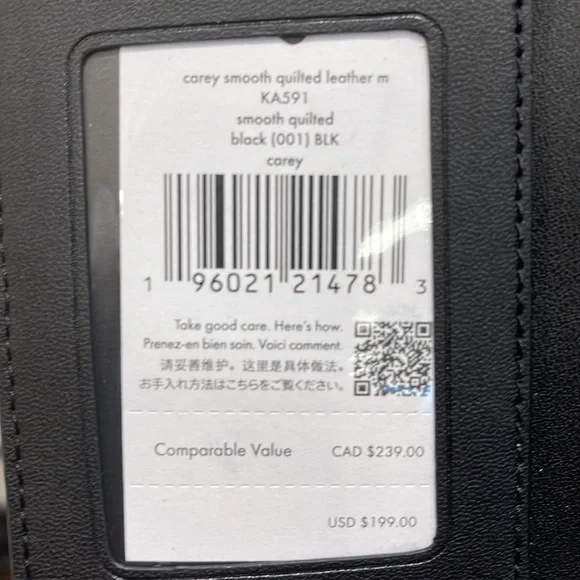 carey smooth quilted leather m
KA591
smooth quilted
black (001) BLK
carey
1 96021 21478 3
Take good care. Here's how.
Prenez-en bien soin. Voici comment.
请妥善维护。这里是具体做法。
お手入れ方法はこちらをご覧ください。
Comparable Value CAD $239.00
USD $199.00